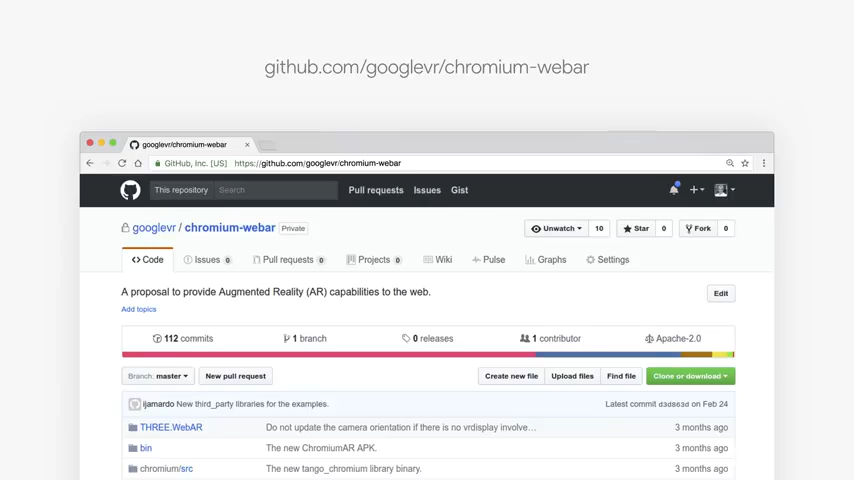 github.com/googlevr/chromium-webar
googlevr/chromium-webar ×
GitHub, Inc. [US] https://github.com/googlevr/chromium-webar
This repository Search Pull requests Issues Gist
googlevr / chromium-webar Private Unwatch 10 Star 0 Fork 0
Code Issues 0 Pull requests 0 Projects 0 Wiki Pulse Graphs Settings
A proposal to provide Augmented Reality (AR) capabilities to the web. Edit
Add topics
112 commits 1 branch 0 releases 1 contributor Apache-2.0
Branch: master New pull request Create new file Upload files Find file Clone or download
ijamardo New third_party libraries for the examples. Latest commit d3d863d on Feb 24
THREE.WebAR Do not update the camera orientation if there is no vrdisplay involve… 3 months ago
bin The new ChromiumAR APK. 3 months ago
chromium/src The new tango_chromium library binary. 3 months ago